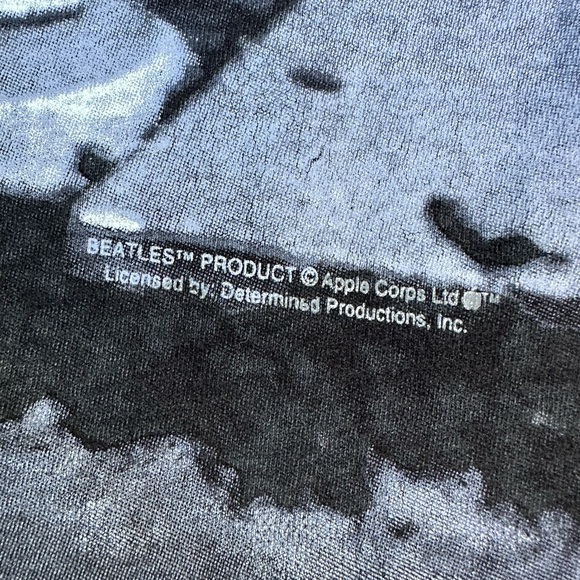 BEATLES™ PRODUCT © Apple Corps Ltd ™
Licensed by: Determined Productions, Inc.